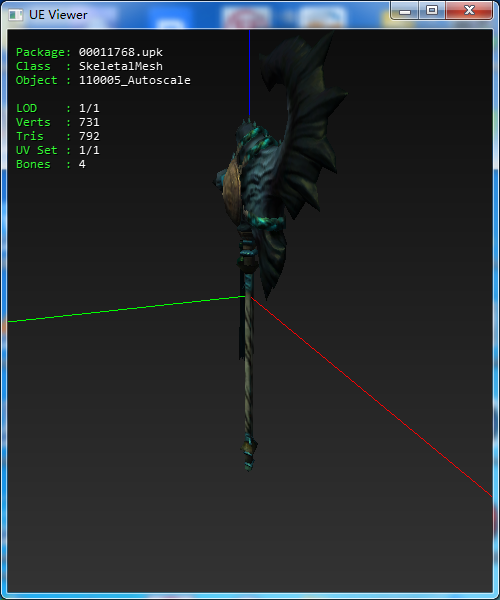 UE Viewer
Package: 00011768.upk
Class : SkeletalMesh
Object : 110005_Autoscale
LOD : 1/1
Verts : 731
Tris : 792
UV Set : 1/1
Bones : 4